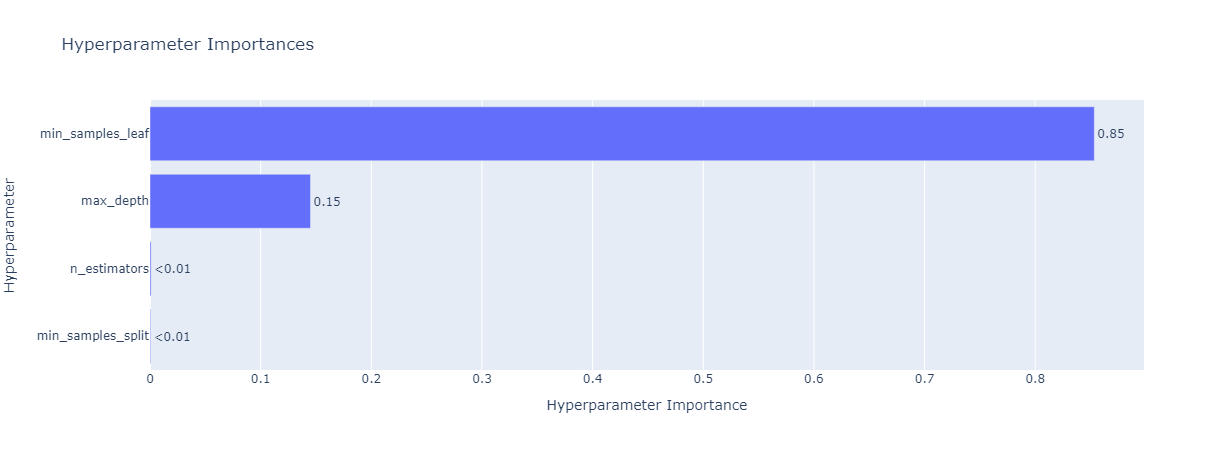 Hyperparameter Importances
Hyperparameter
min_samples_leaf
0.85
max_depth
0.15
n_estimators
<0.01
min_samples_split
<0.01
0
0.1
0.2
0.3
0.4
0.5
0.6
0.7
0.8
Hyperparameter Importance